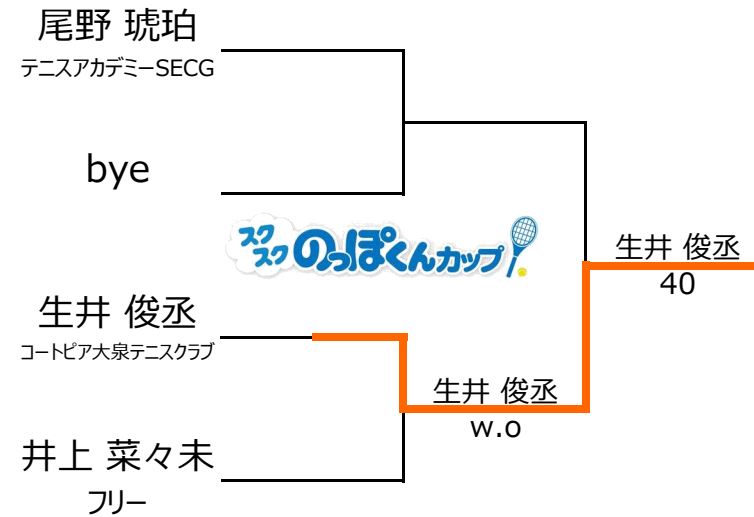 尾野 琥珀
テニスアカデミーSECG
bye
スクスク のっぽくんカップ
生井 俊丞
40
生井 俊丞
コートピア大泉テニスクラブ
生井 俊丞
w.o
井上 菜々未
フリー